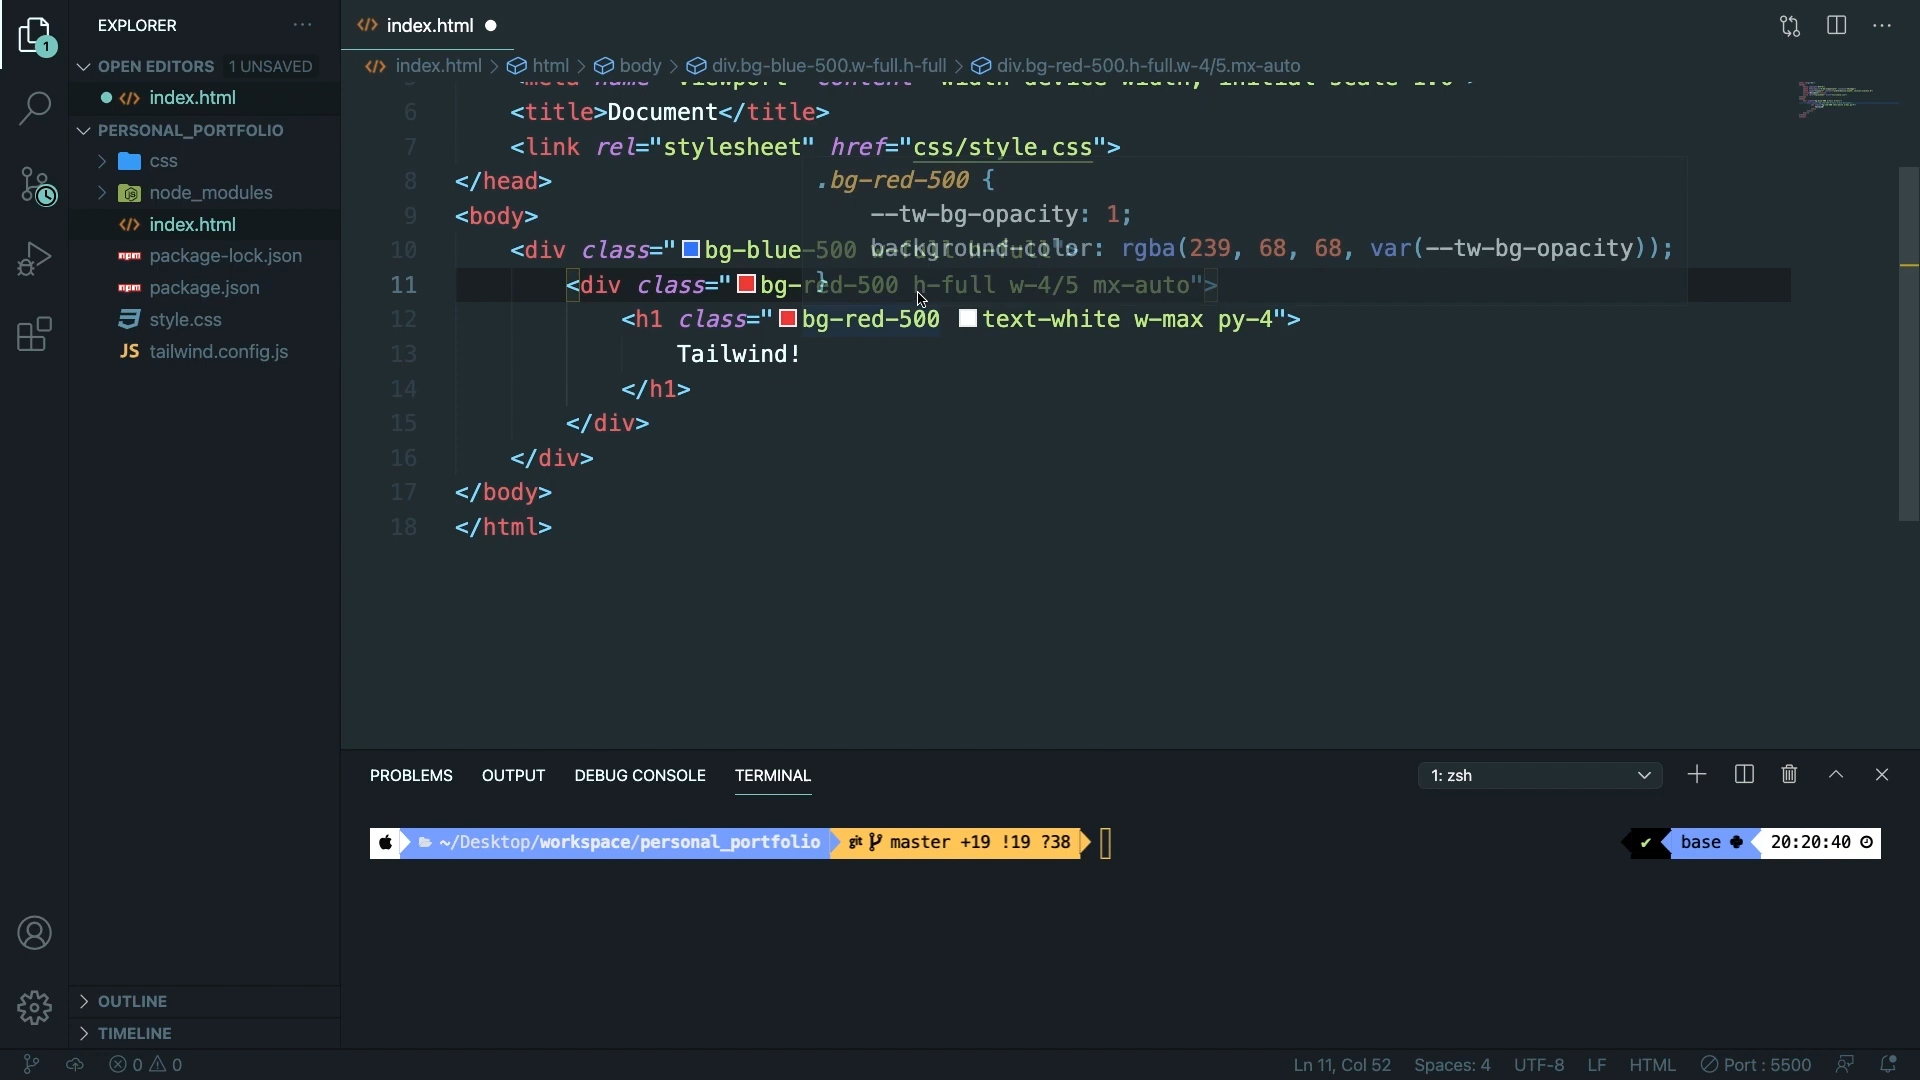 EXPLORER
OPEN EDITORS 1 UNSAVED
index.html
PERSONAL_PORTFOLIO
css
node_modules
index.html
package-lock.json
package.json
style.css
tailwind.config.js
OUTLINE
TIMELINE
index.html
index.html > html > body > div.bg-blue-500.w-full.h-full > div.bg-red-500.h-full.w-4/5.mx-auto
6 <title>Document</title>
7 <link rel="stylesheet" href="css/style.css">
8 </head>
9 <body>
10 <div class="bg-blue-500
11 <div class="bg-red-500 h-full w-4/5 mx-auto">
12 <h1 class="bg-red-500 text-white w-max py-4">
13 Tailwind!
14 </h1>
15 </div>
16 </div>
17 </body>
18 </html>
.bg-red-500 {
--tw-bg-opacity: 1;
background-color: rgba(239, 68, 68, var(--tw-bg-opacity));
}
PROBLEMS OUTPUT DEBUG CONSOLE TERMINAL 1: zsh
~/Desktop/workspace/personal_portfolio git master +19 !19 ?38 ✔ base 20:20:40
0 0 Ln 11, Col 52 Spaces: 4 UTF-8 LF HTML Port : 5500